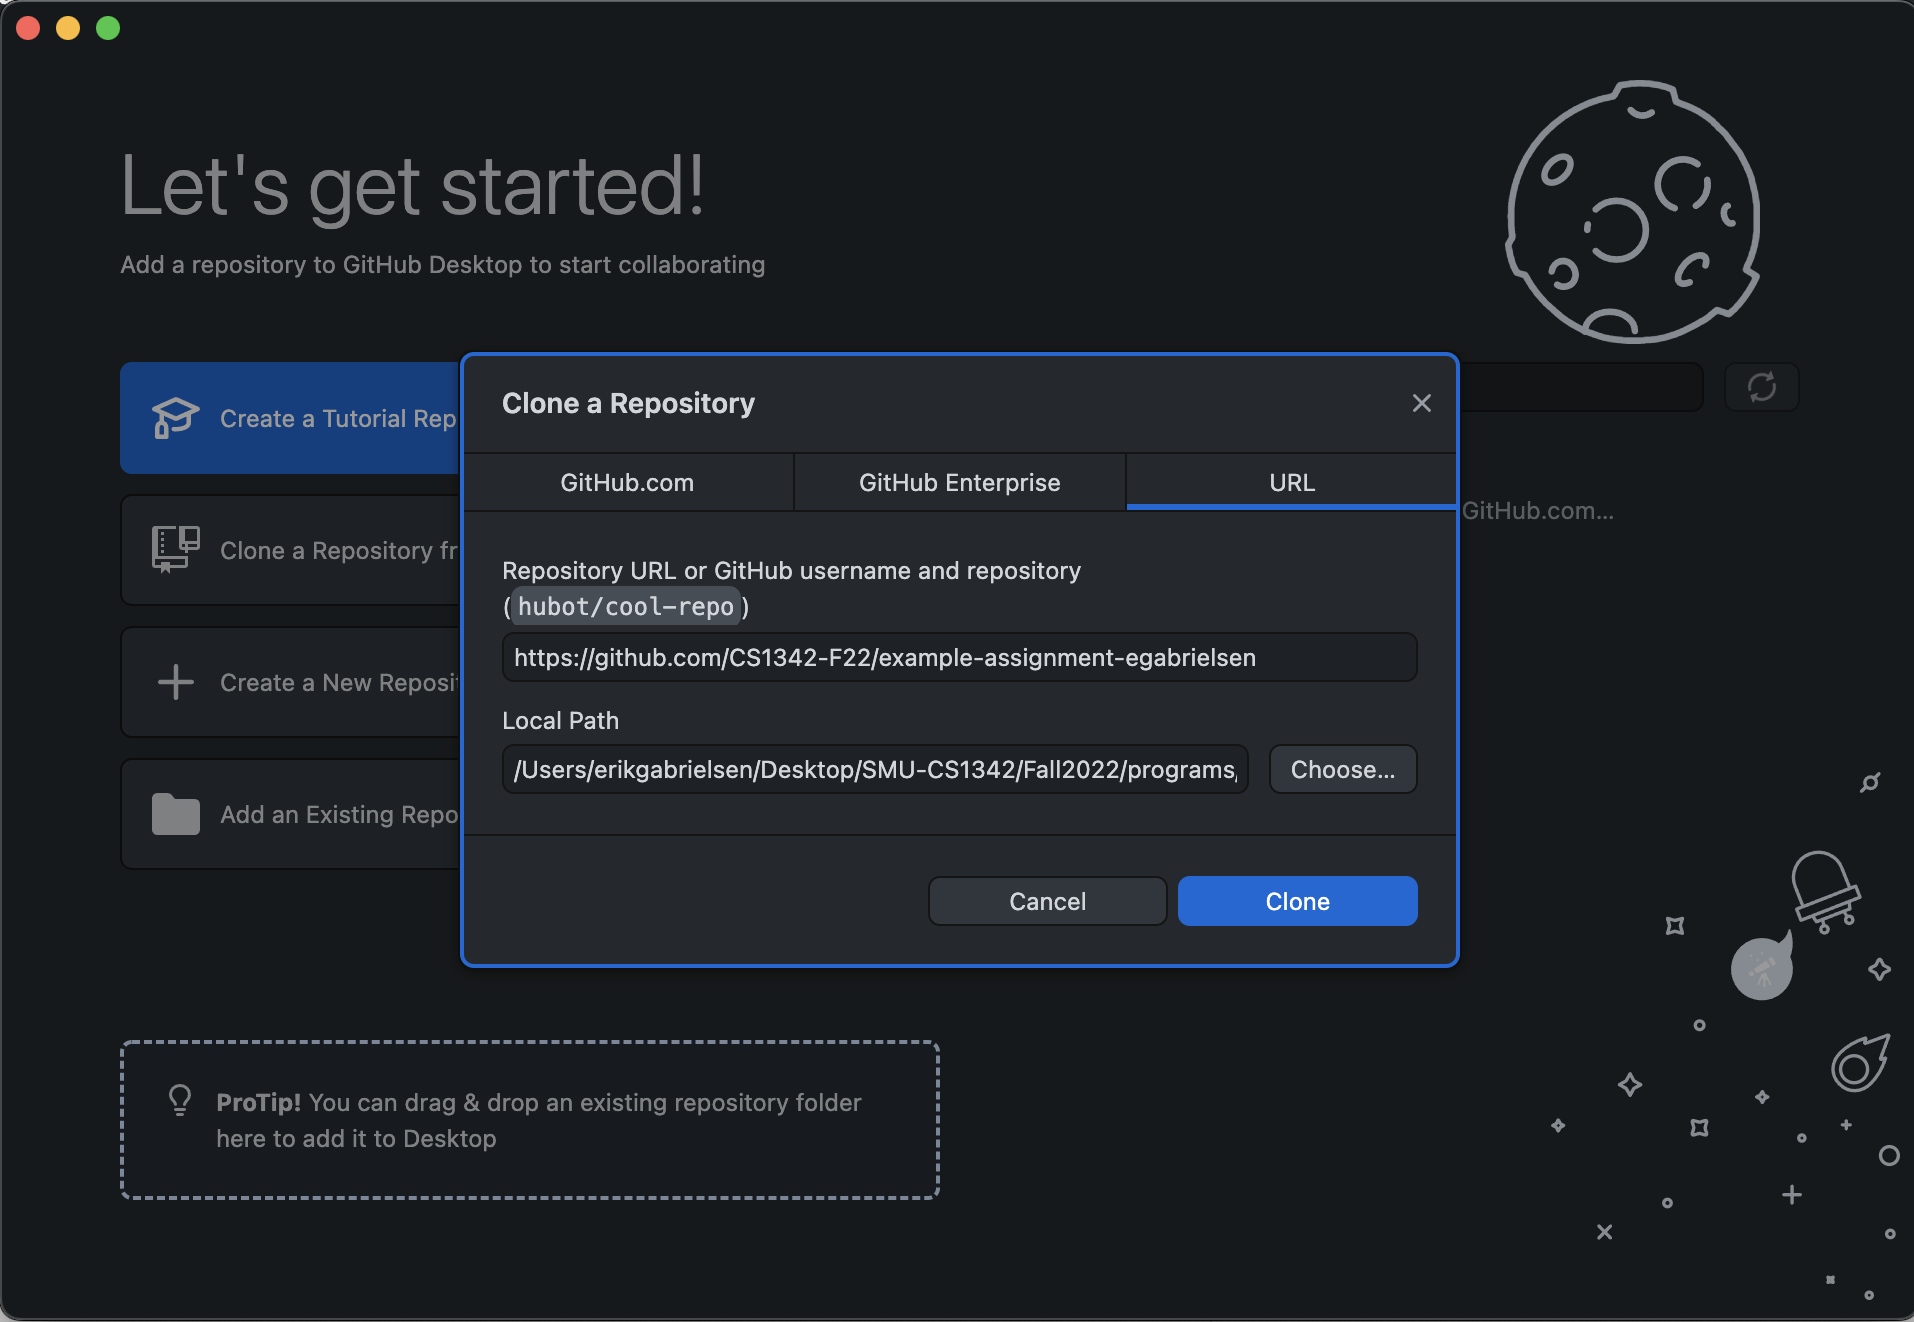 Let's get started!
Add a repository to GitHub Desktop to start collaborating
Create a Tutorial Rep
Clone a Repository fr
Create a New Reposit
Add an Existing Repo
GitHub.com...
Clone a Repository
GitHub.com
GitHub Enterprise
URL
Repository URL or GitHub username and repository
(hubot/cool-repo)
https://github.com/CS1342-F22/example-assignment-egabrielsen
Local Path
/Users/erikgabrielsen/Desktop/SMU-CS1342/Fall2022/programs/
Choose...
Cancel
Clone
ProTip! You can drag & drop an existing repository folder
here to add it to Desktop